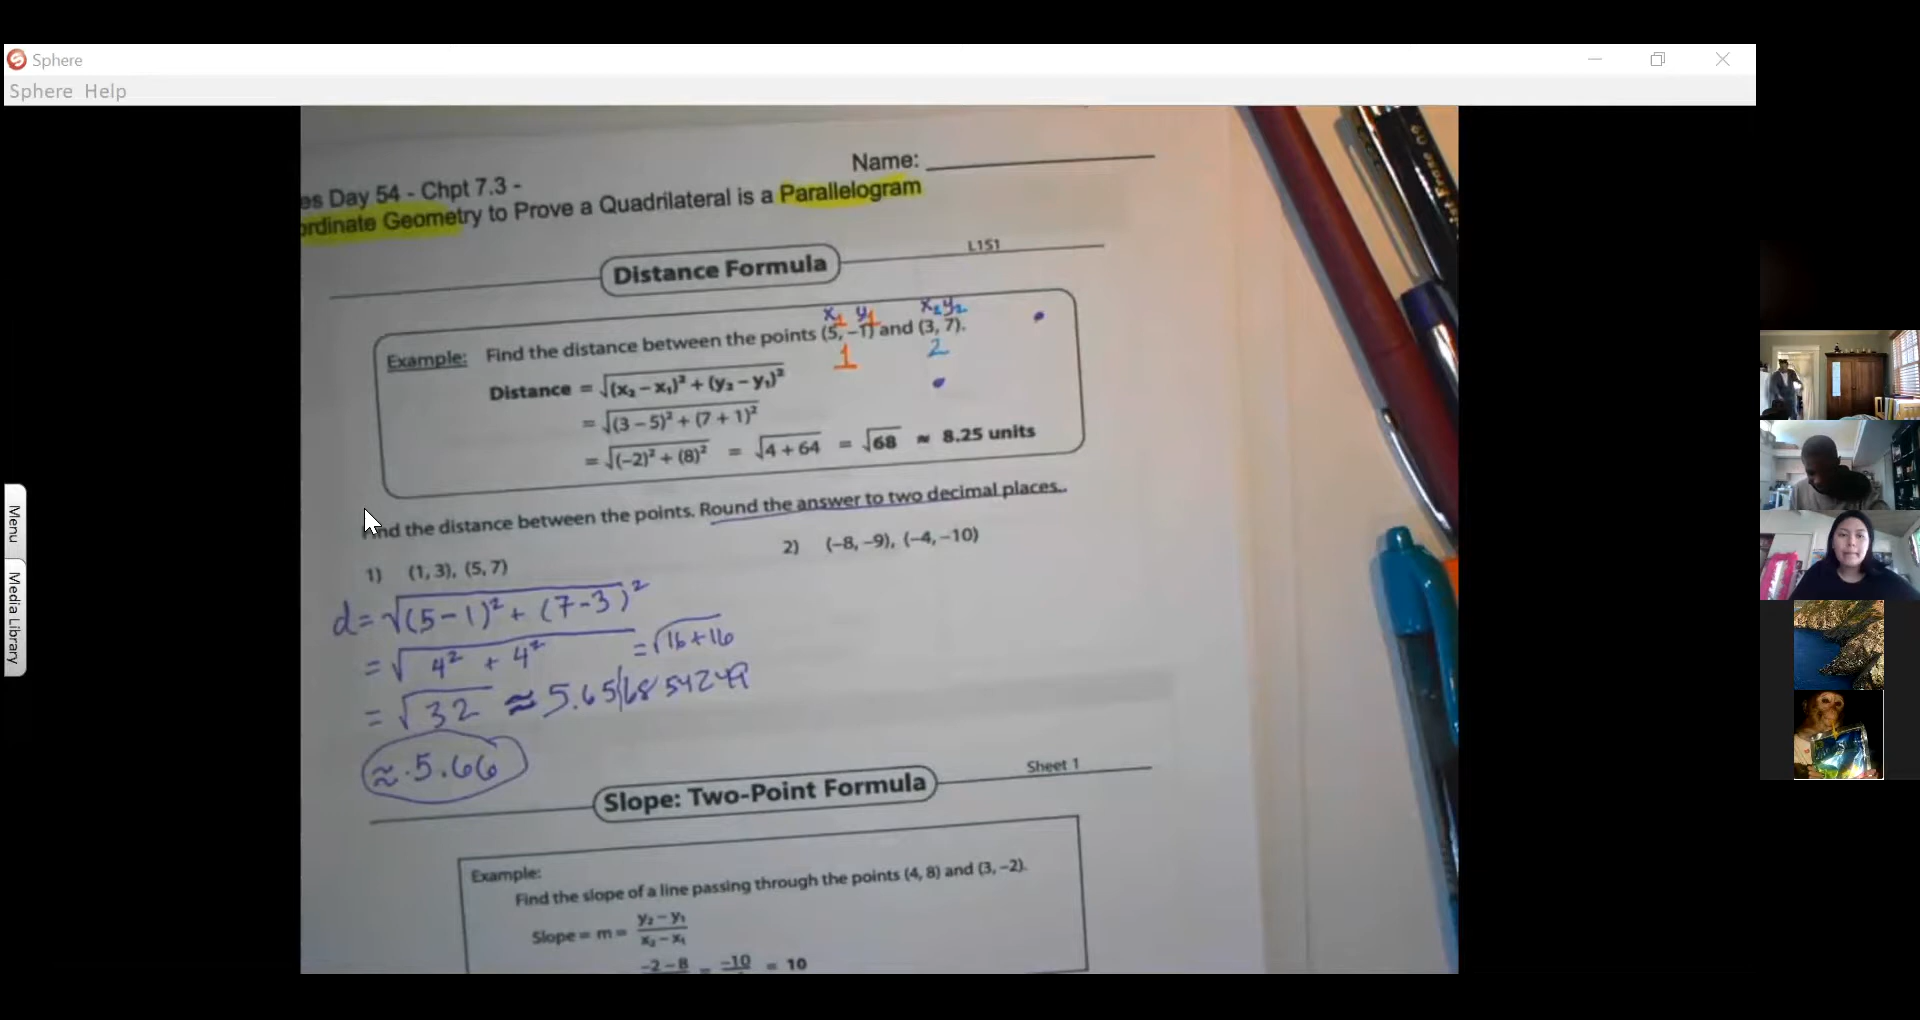 Sphere
Sphere Help
Menu
Media Library
Name:
es Day 54 - Chpt 7.3 -
ordinate Geometry to Prove a Quadrilateral is a Parallelogram
L151
Distance Formula
x₁ y₁ x₂ y₂
Example: Find the distance between the points (5, −1) and (3, 7).
1 2
Distance = √(x₂ − x₁)² + (y₂ − y₁)²
= √(3 − 5)² + (7 + 1)²
= √(−2)² + (8)² = √4 + 64 = √68 ≈ 8.25 units
Find the distance between the points. Round the answer to two decimal places.
1) (1, 3), (5, 7)
2) (−8, −9), (−4, −10)
d = √(5 − 1)² + (7 − 3)²
= √4² + 4² = √16 + 16
= √32 ≈ 5.65|68 54249
≈ 5.66
Sheet 1
Slope: Two-Point Formula
Example:
Find the slope of a line passing through the points (4, 8) and (3, −2).
Slope = m = y₂ − y₁
x₂ − x₁
−2 − 8 = −10 = 10